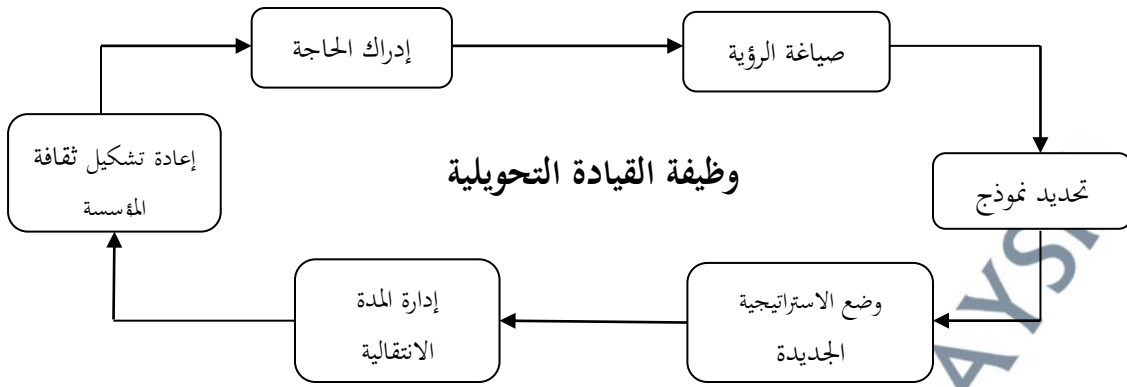 إدراك الحاجة
صياغة الرؤية
إعادة تشكيل ثقافة
المؤسسة
وظيفة القيادة التحويلية
تحديد نموذج
إدارة المدة
الانتقالية
وضع الاستراتيجية
الجديدة
AYS